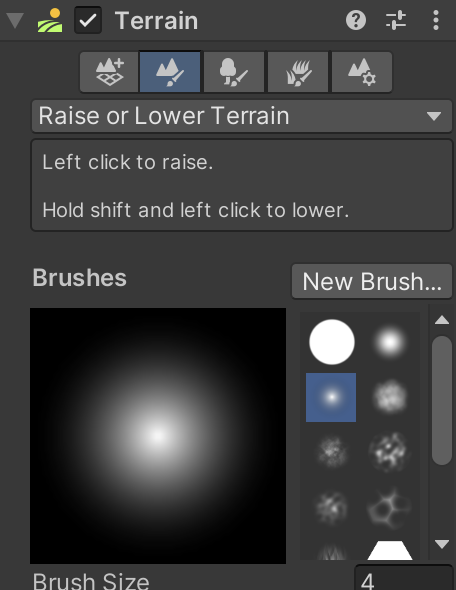 Terrain
Raise or Lower Terrain
Left click to raise.
Hold shift and left click to lower.
Brushes
New Brush...
Brush Size
4